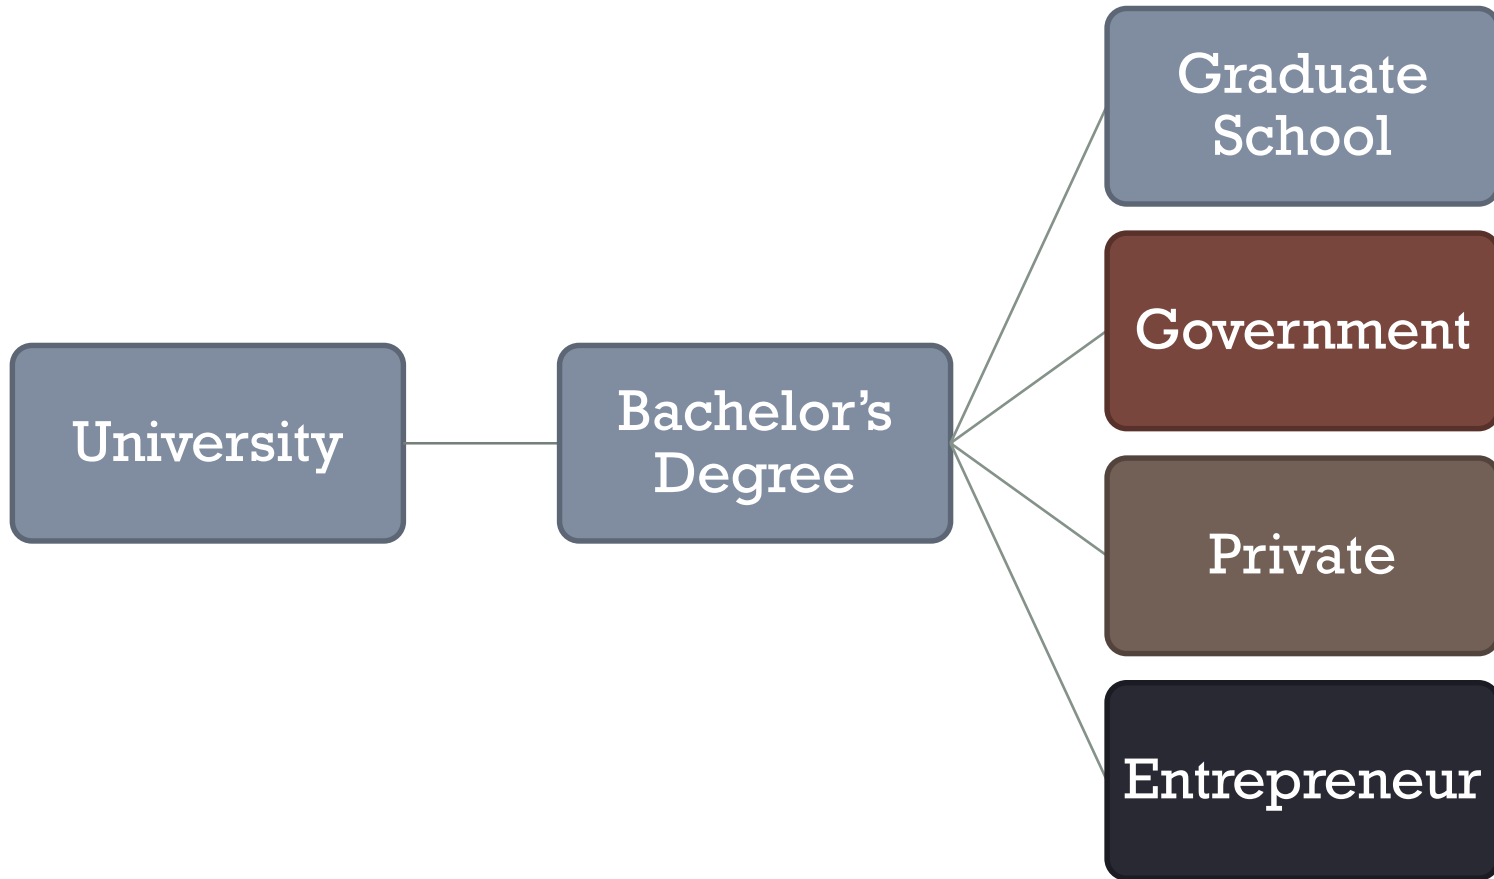 University
Bachelor’s
Degree
Graduate
School
Government
Private
Entrepreneur